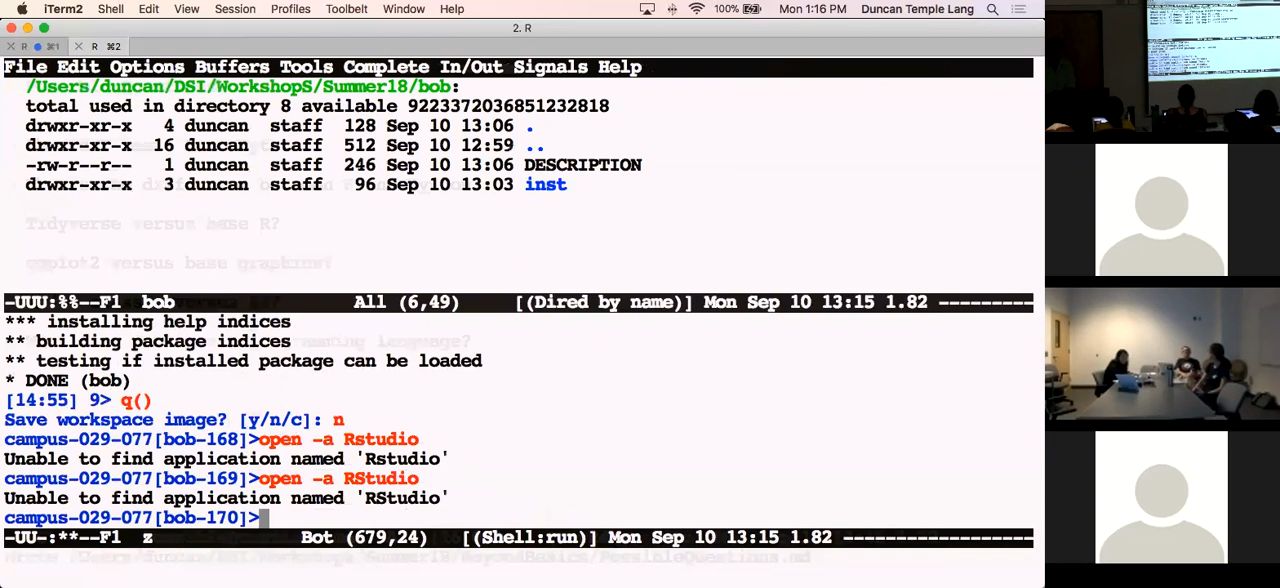 iTerm2 Shell Edit View Session Profiles Toolbelt Window Help 100% Mon 1:16 PM Duncan Temple Lang
2. R
R ⌘1 R ⌘2
File Edit Options Buffers Tools Complete In/Out Signals Help
/Users/duncan/DSI/WorkshopS/Summer18/bob:
total used in directory 8 available 9223372036851232818
drwxr-xr-x 4 duncan staff 128 Sep 10 13:06 .
drwxr-xr-x 16 duncan staff 512 Sep 10 12:59 ..
-rw-r--r-- 1 duncan staff 246 Sep 10 13:06 DESCRIPTION
drwxr-xr-x 3 duncan staff 96 Sep 10 13:03 inst
Tidyverse versus base R?
ggplot2 versus base graphics?
-UUU:%%--F1 bob All (6,49) [(Dired by name)] Mon Sep 10 13:15 1.82 ---------
*** installing help indices
** building package indices
** testing if installed package can be loaded
* DONE (bob)
[14:55] 9> q()
Save workspace image? [y/n/c]: n
campus-029-077[bob-168]>open -a Rstudio
Unable to find application named 'Rstudio'
campus-029-077[bob-169]>open -a RStudio
Unable to find application named 'RStudio'
campus-029-077[bob-170]>
-UU-:**--F1 z Bot (679,24) [(Shell:run)] Mon Sep 10 13:15 1.82 ----------------